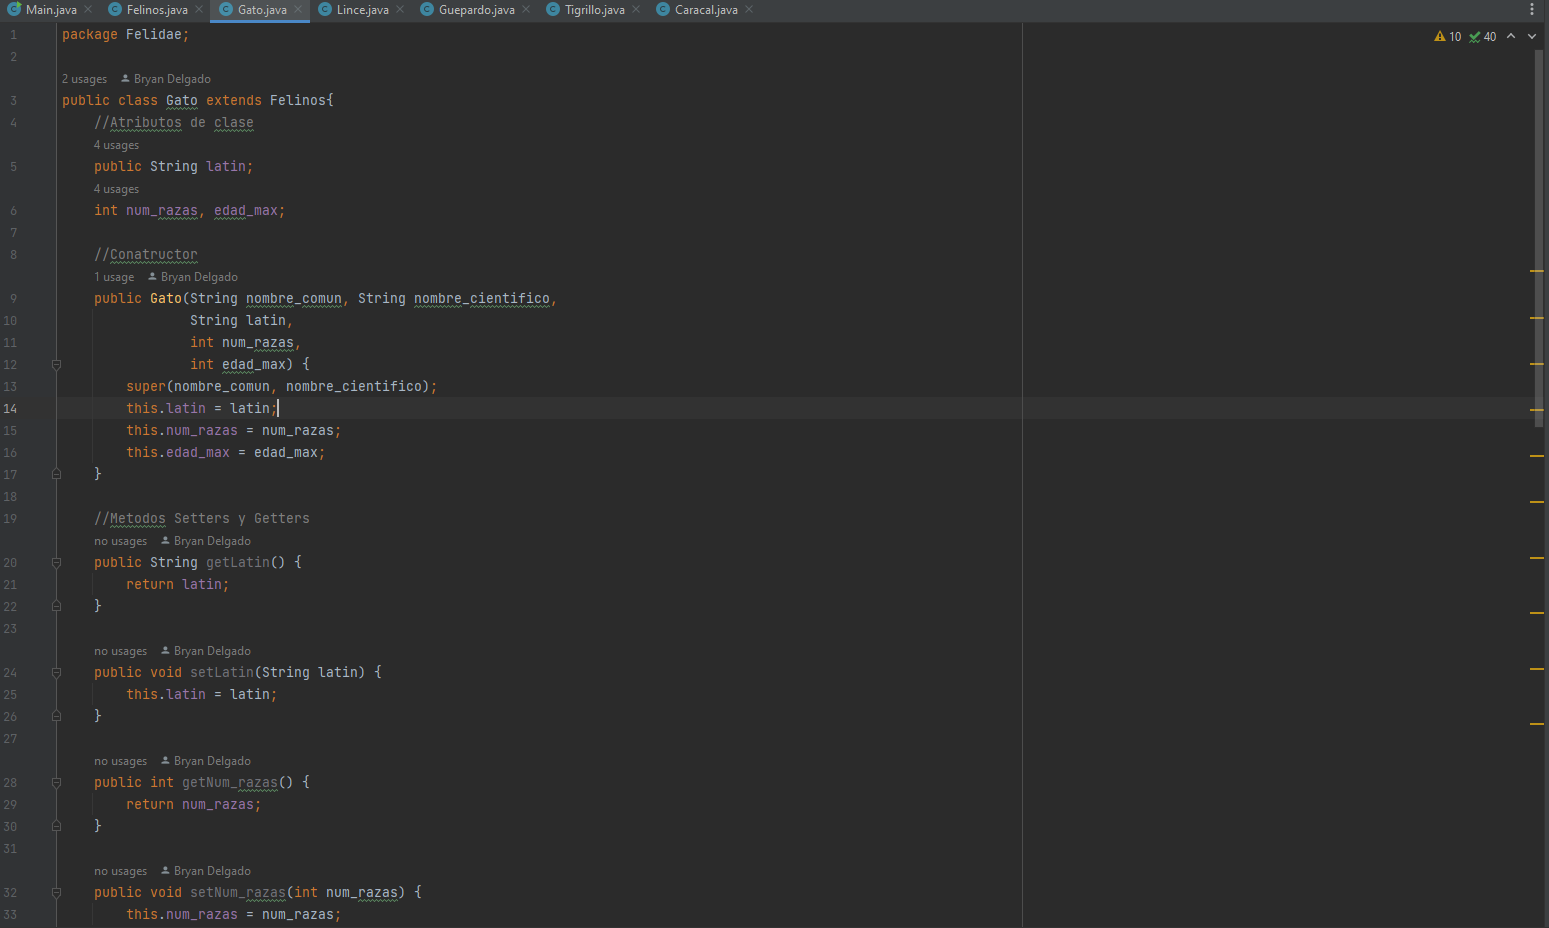 Main.java Felinos.java Gato.java Lince.java Guepardo.java Tigrillo.java Caracal.java
10 40
1 package Felidae;
2
2 usages Bryan Delgado
3 public class Gato extends Felinos{
4 //Atributos de clase
4 usages
5 public String latin;
4 usages
6 int num_razas, edad_max;
7
8 //Conatructor
1 usage Bryan Delgado
9 public Gato(String nombre_comun, String nombre_cientifico,
10 String latin,
11 int num_razas,
12 int edad_max) {
13 super(nombre_comun, nombre_cientifico);
14 this.latin = latin;
15 this.num_razas = num_razas;
16 this.edad_max = edad_max;
17 }
18
19 //Metodos Setters y Getters
no usages Bryan Delgado
20 public String getLatin() {
21 return latin;
22 }
23
no usages Bryan Delgado
24 public void setLatin(String latin) {
25 this.latin = latin;
26 }
27
no usages Bryan Delgado
28 public int getNum_razas() {
29 return num_razas;
30 }
31
no usages Bryan Delgado
32 public void setNum_razas(int num_razas) {
33 this.num_razas = num_razas;